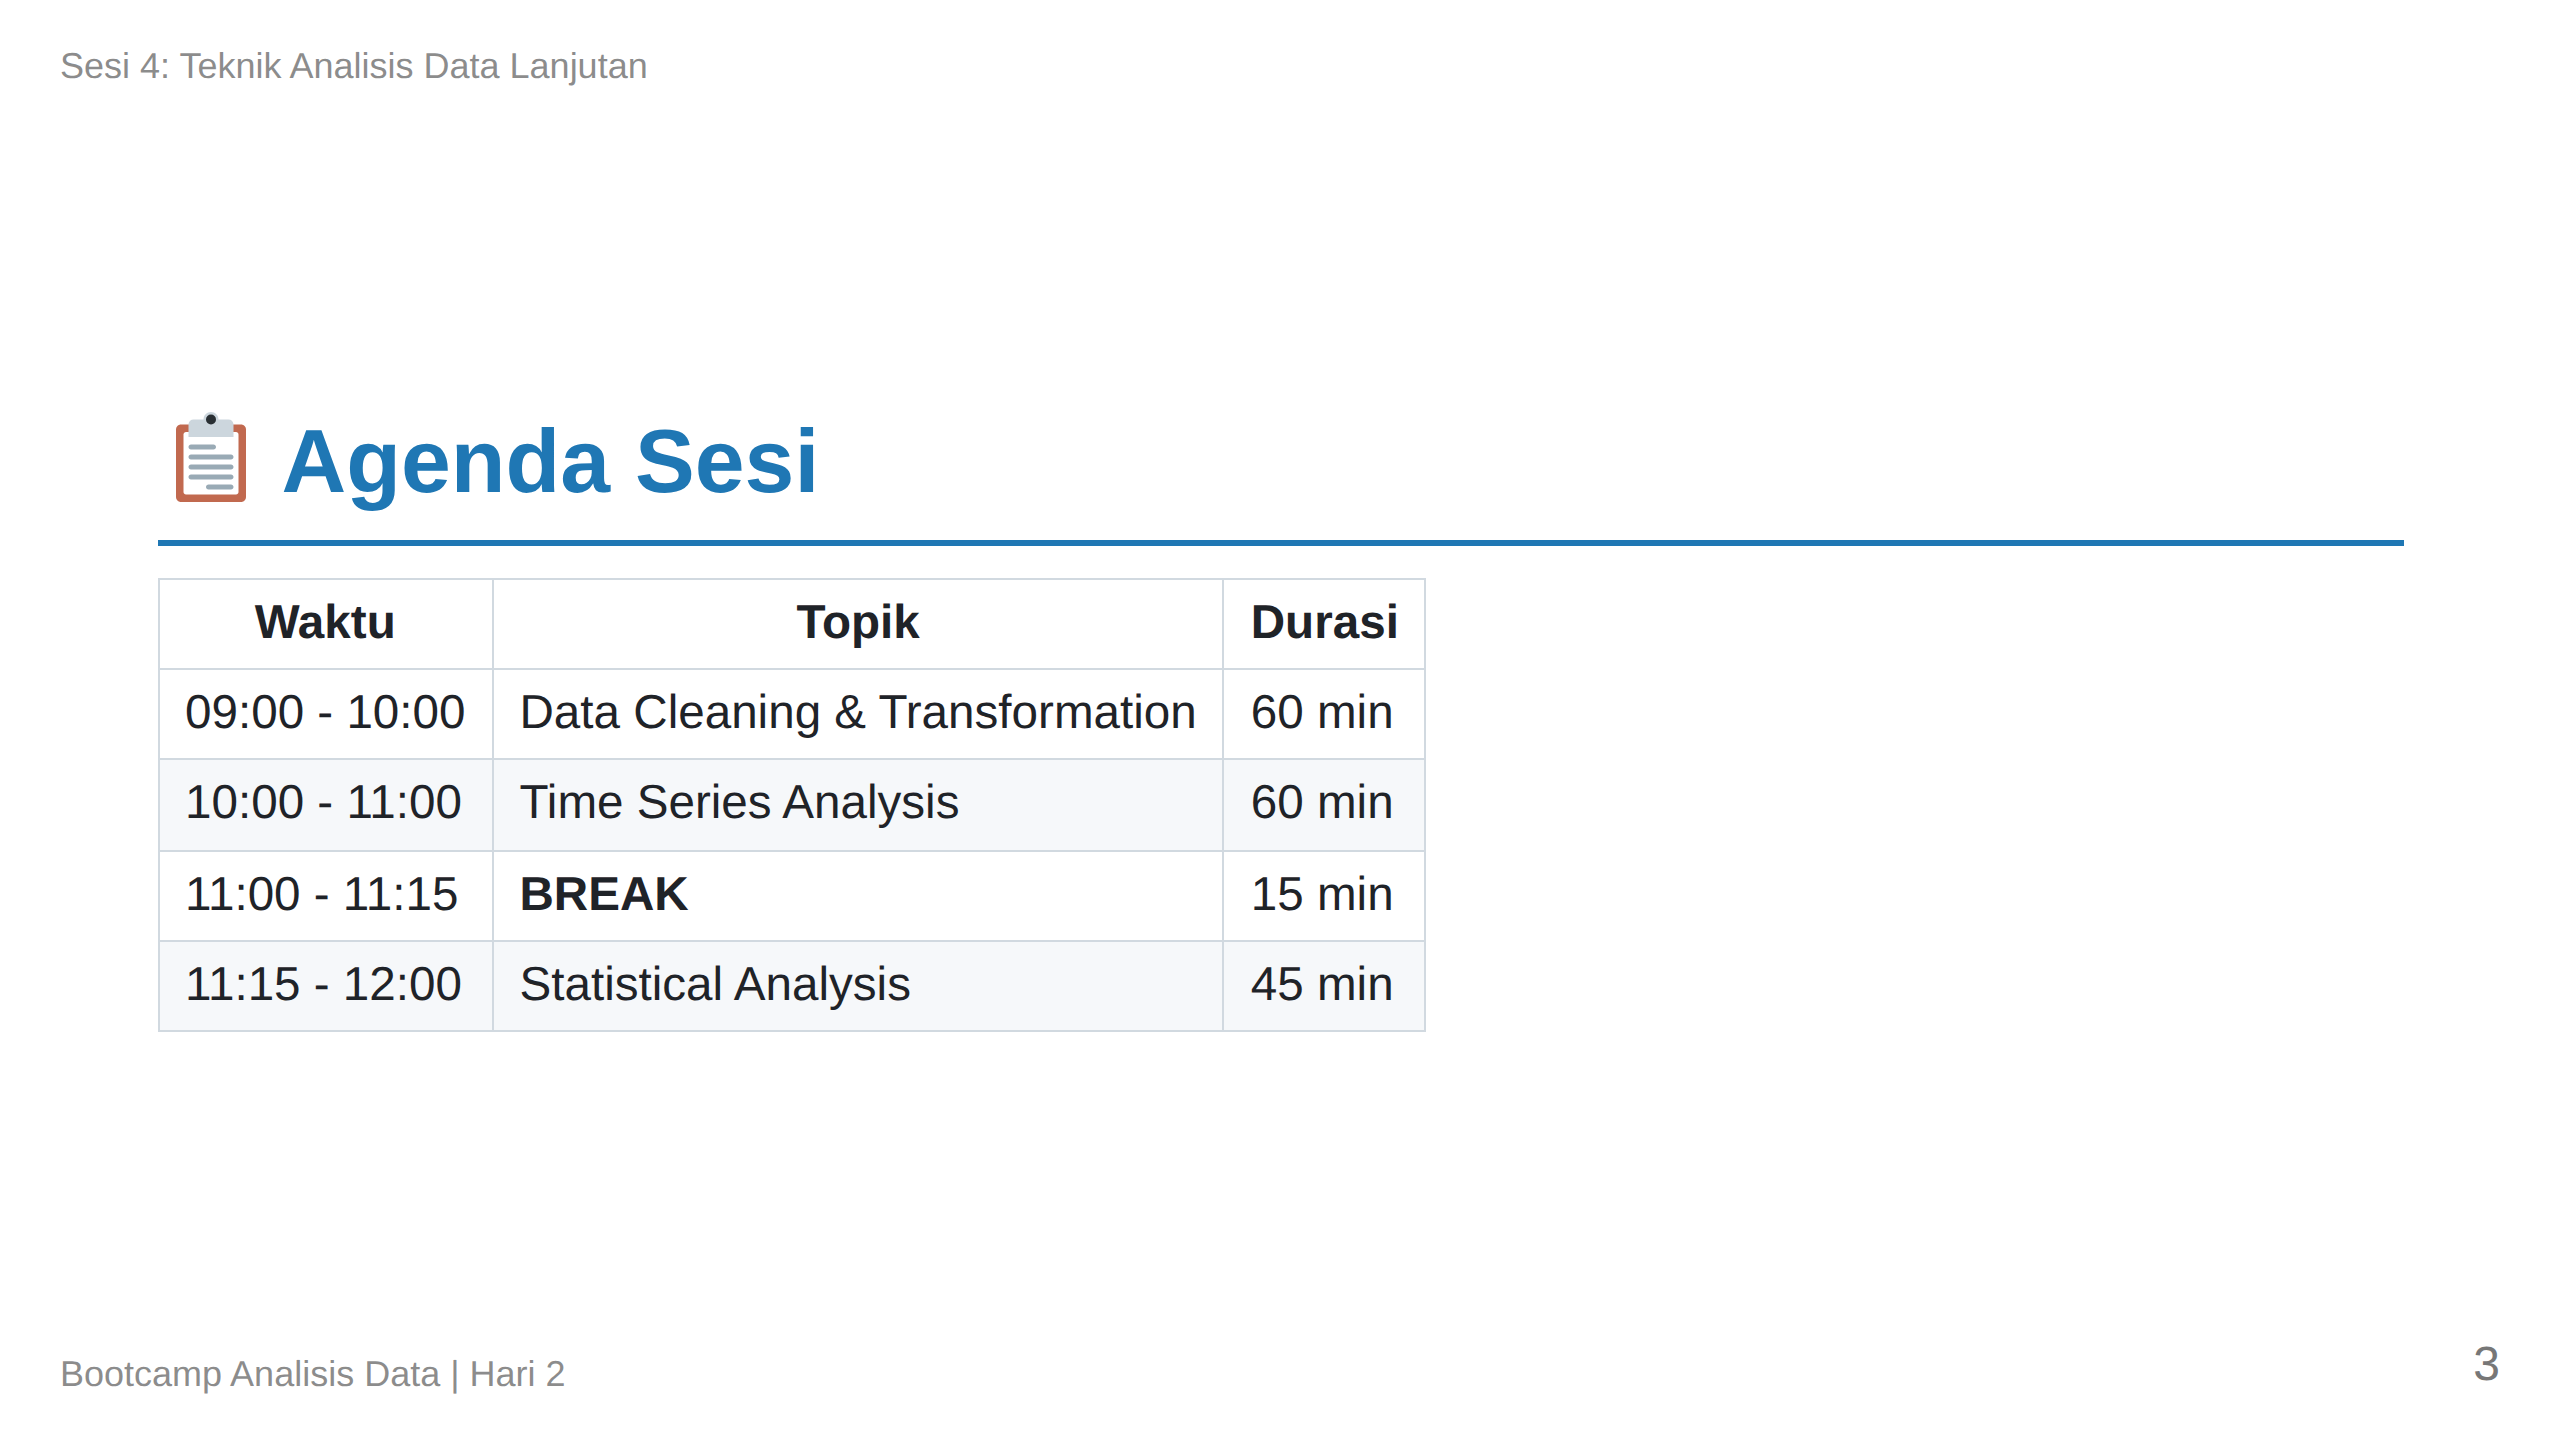 Sesi 4: Teknik Analisis Data Lanjutan
Agenda Sesi
Waktu Topik Durasi
09:00 - 10:00 Data Cleaning & Transformation 60 min
10:00 - 11:00 Time Series Analysis 60 min
11:00 - 11:15 BREAK 15 min
11:15 - 12:00 Statistical Analysis 45 min
Bootcamp Analisis Data | Hari 2
3